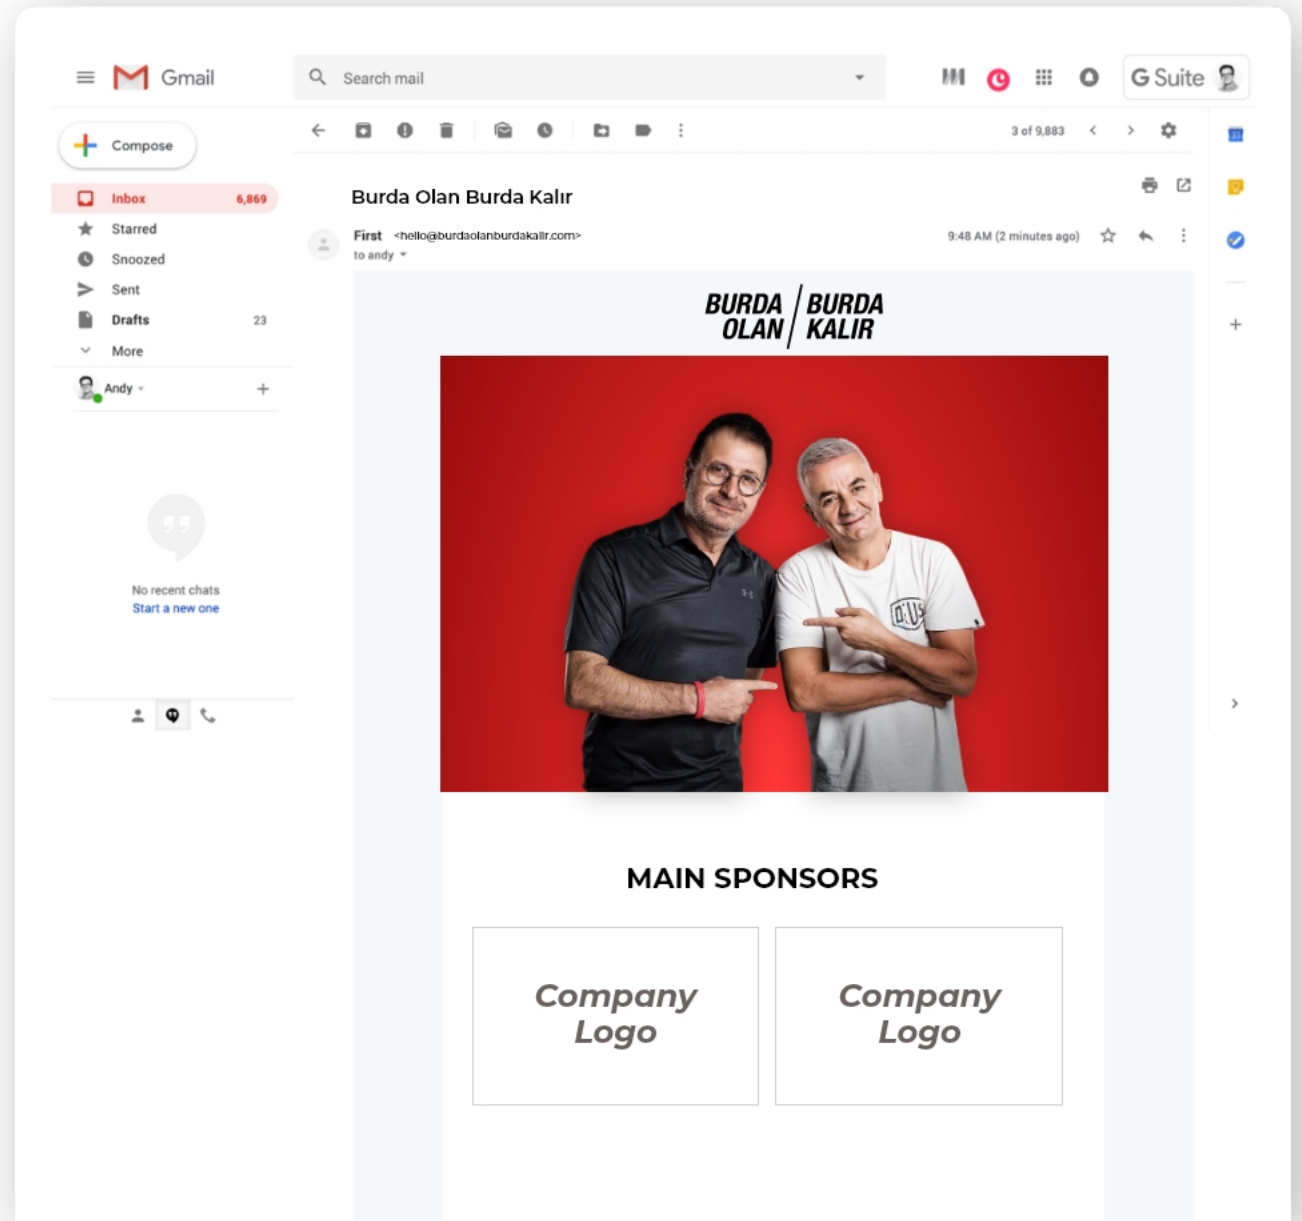 Gmail
Search mail
G Suite
Compose
3 of 9,883
Inbox 6,869
Starred
Snoozed
Sent
Drafts 23
More
Andy
No recent chats
Start a new one
Burda Olan Burda Kalır
First <hello@burdaolanburdakalir.com>
9:48 AM (2 minutes ago)
to andy
BURDA OLAN
BURDA KALIR
DEUS
MAIN SPONSORS
Company
Logo
Company
Logo